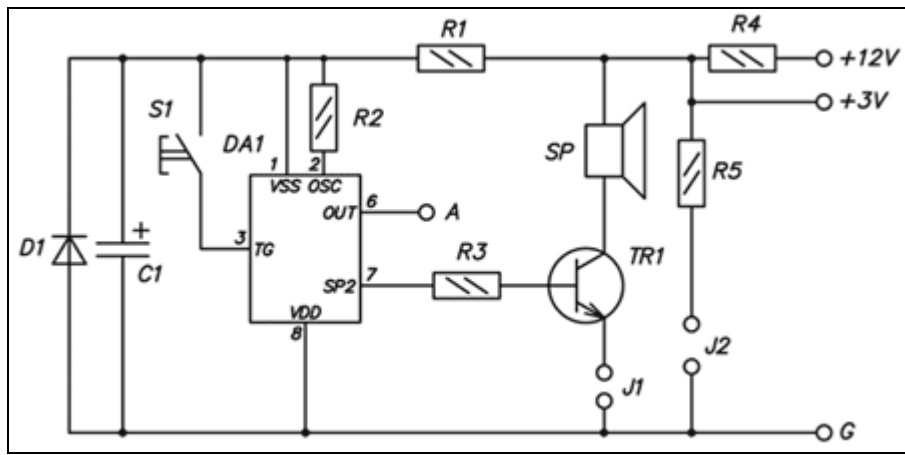 R1
R4
+12V
+3V
S1
R2
DA1
SP
R5
1
2
VSS
OSC
OUT
6
A
3
TG
D1
+
C1
R3
TR1
SP2
7
VDD
8
J1
J2
G